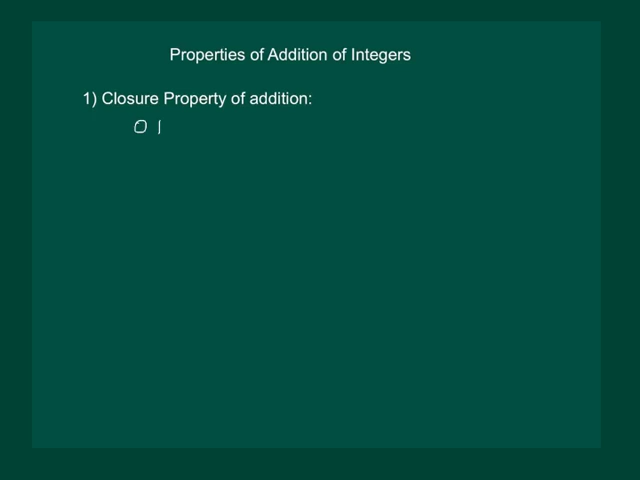 Properties of Addition of Integers
1) Closure Property of addition:
0 1